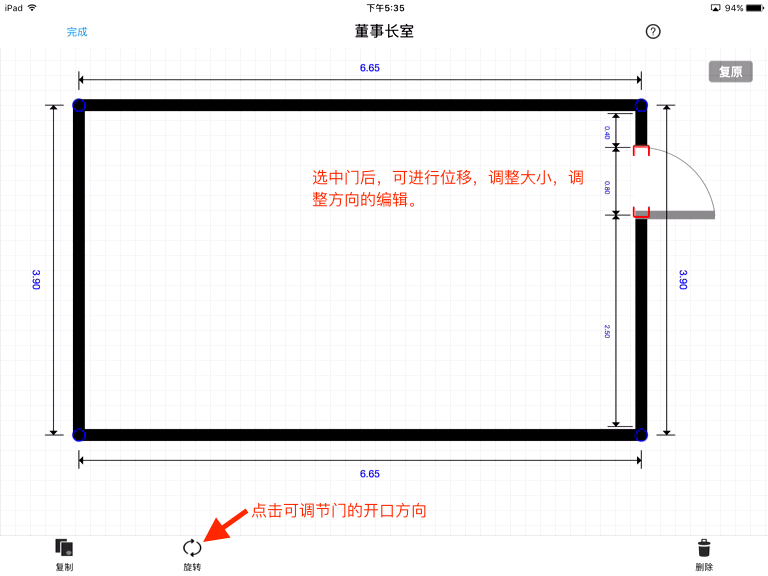 iPad 下午5:35 94%
完成 董事长室 ?
6.65
复原
0.40
选中门后，可进行位移，调整大小，调
整方向的编辑。
0.80
3.90
3.90
2.50
6.65
点击可调节门的开口方向
复制 旋转 删除